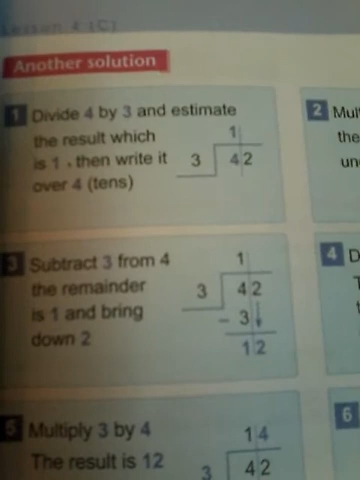 Lesson 4 (C)
Another solution
1 Divide 4 by 3 and estimate
the result which
is 1 , then write it
over 4 (tens)
1
3 42
2 Mul
the
un
3 Subtract 3 from 4
the remainder
is 1 and bring
down 2
1
3 42
- 3
12
4 D
5 Multiply 3 by 4
The result is 12
14
3 42
6